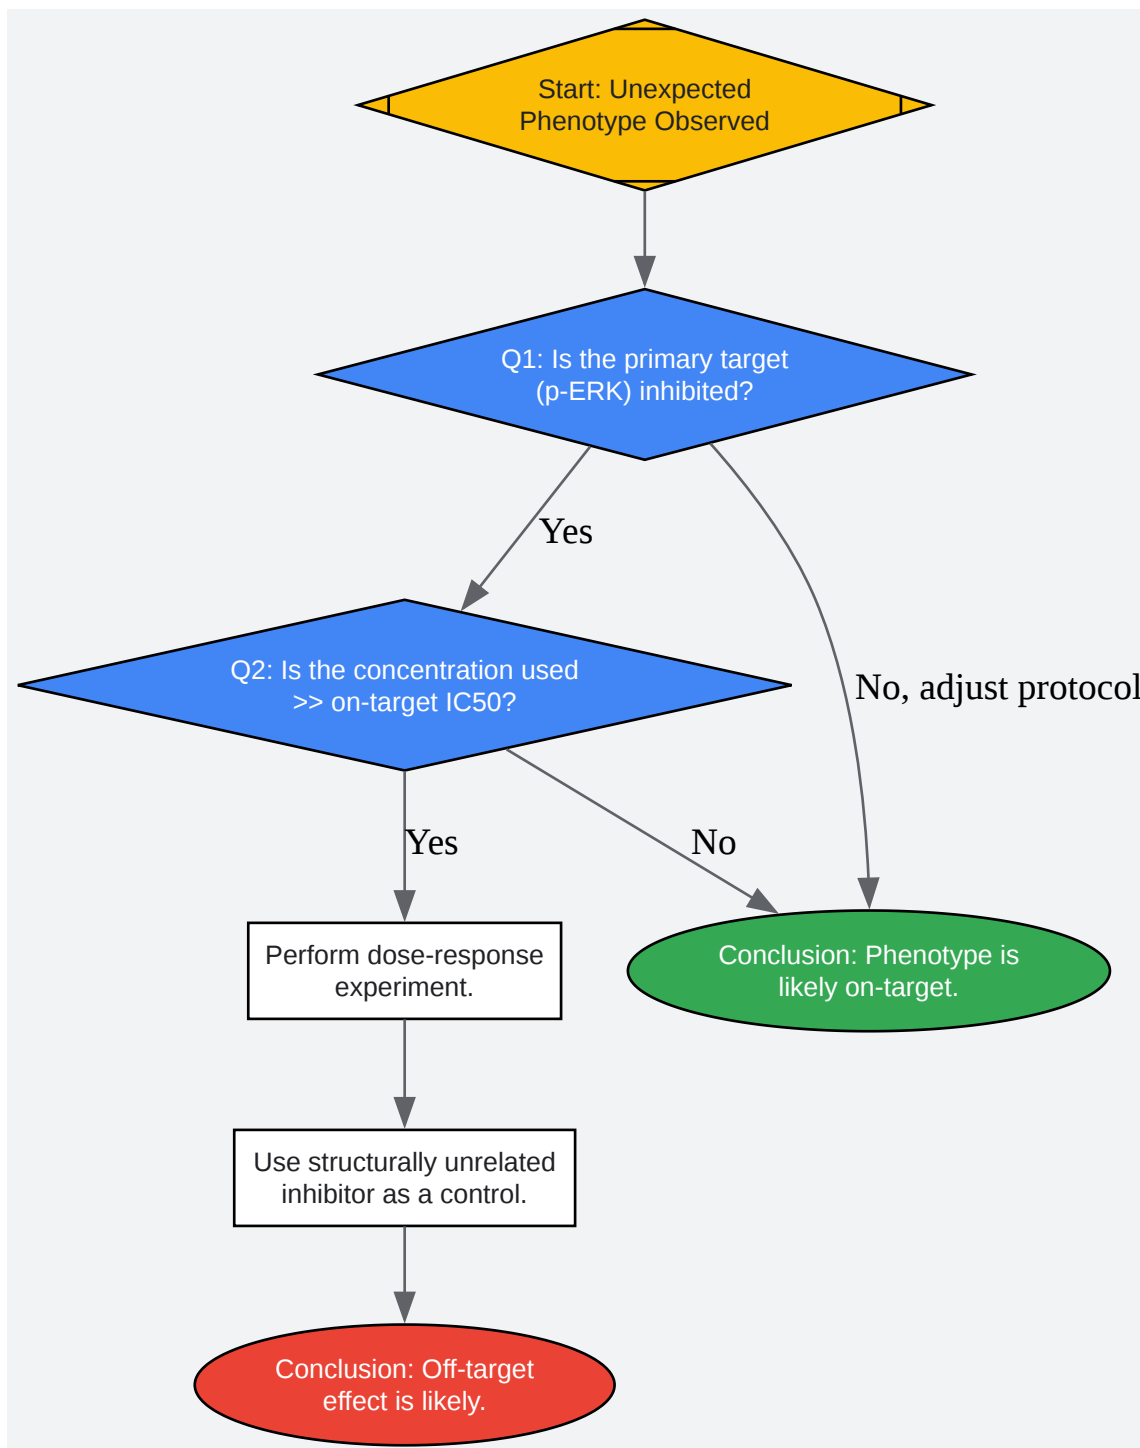 Start: Unexpected
Phenotype Observed
Q1: Is the primary target
(p-ERK) inhibited?
Yes
Q2: Is the concentration used
>> on-target IC50?
No, adjust protocol
Yes
No
Perform dose-response
experiment.
Conclusion: Phenotype is
likely on-target.
Use structurally unrelated
inhibitor as a control.
Conclusion: Off-target
effect is likely.